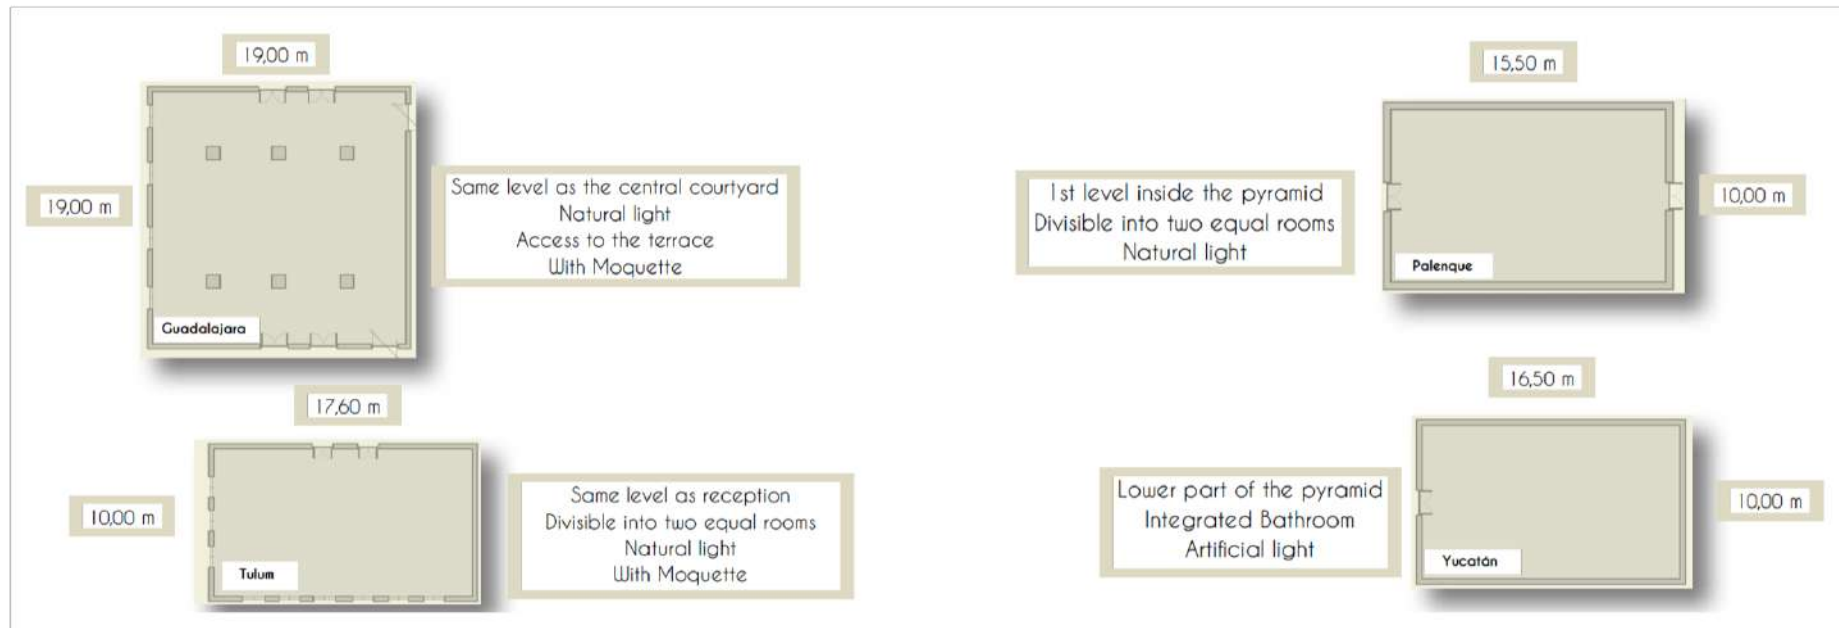 19,00 m
19,00 m
Same level as the central courtyard
Natural light
Access to the terrace
With Moquette
Guadalajara
15,50 m
1st level inside the pyramid
Divisible into two equal rooms
Natural light
10,00 m
Palenque
17,60 m
10,00 m
Same level as reception
Divisible into two equal rooms
Natural light
With Moquette
Tulum
16,50 m
Lower part of the pyramid
Integrated Bathroom
Artificial light
10,00 m
Yucatán